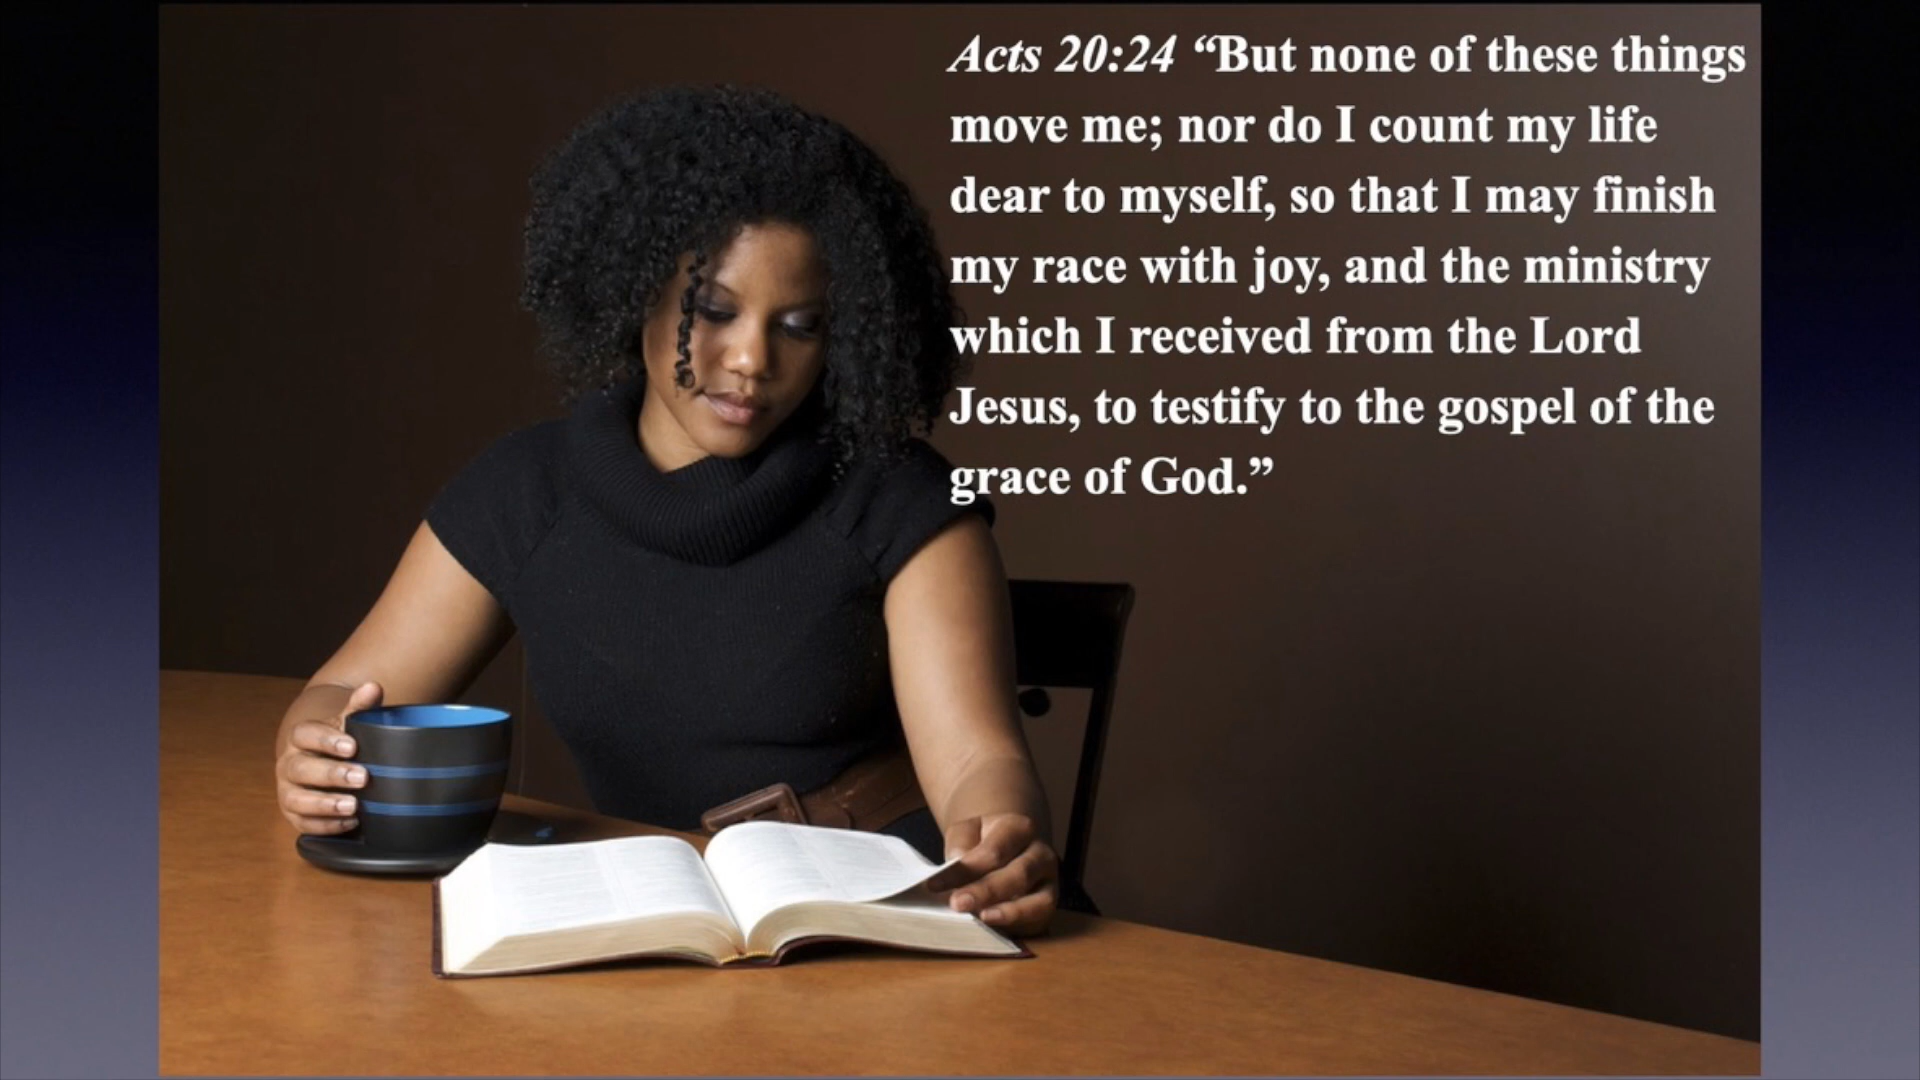 Acts 20:24 “But none of these things
move me; nor do I count my life
dear to myself, so that I may finish
my race with joy, and the ministry
which I received from the Lord
Jesus, to testify to the gospel of the
grace of God.”